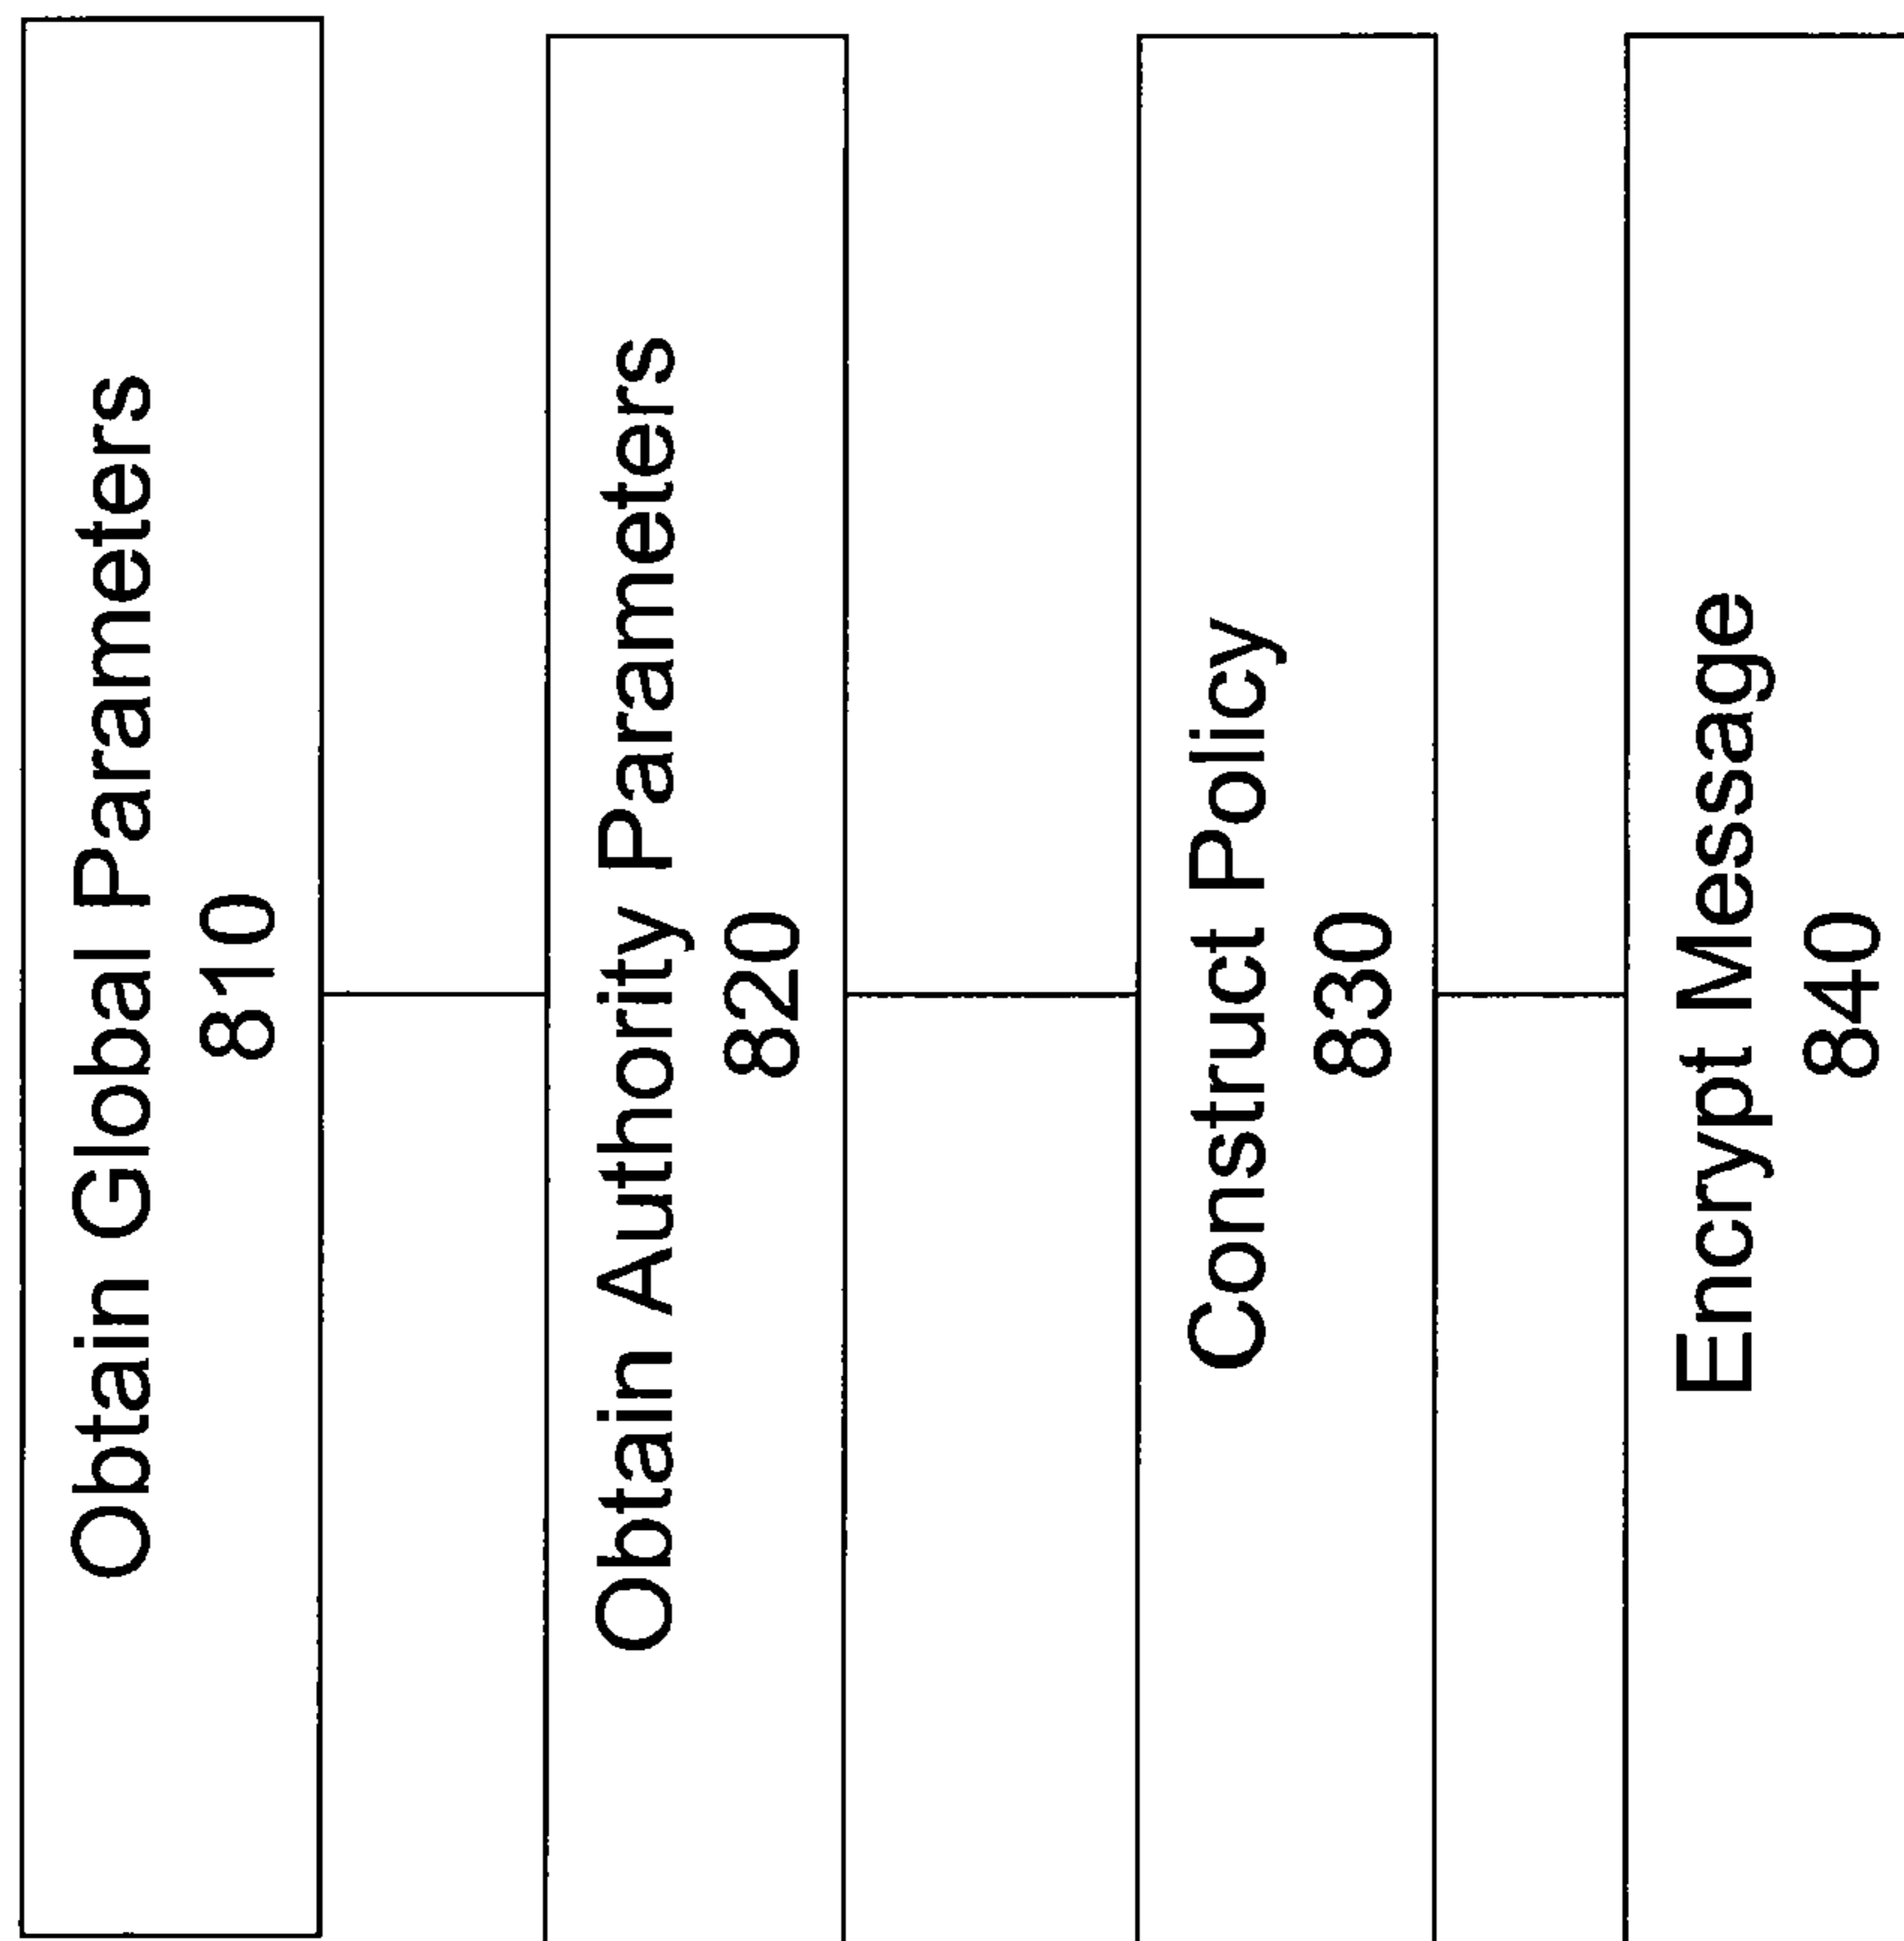 Obtain Global Parameters
810
Obtain Authority Parameters
820
Construct Policy
830
Encrypt Message
840